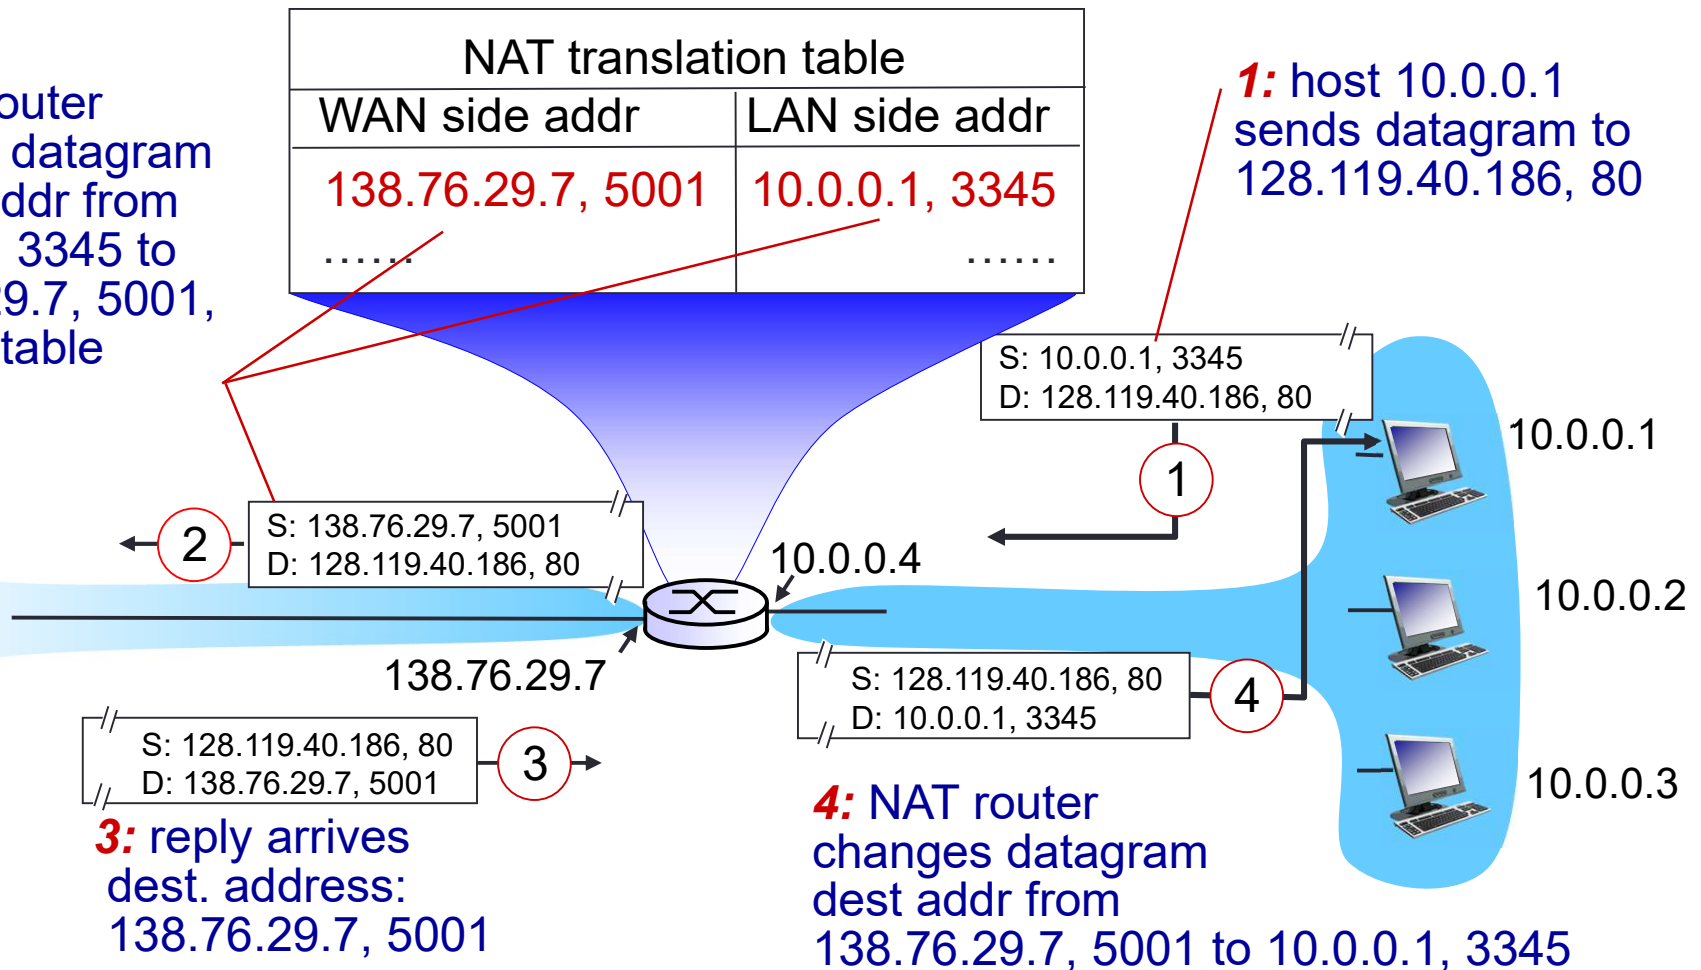 NAT translation table
WAN side addr
LAN side addr
138.76.29.7, 5001
10.0.0.1, 3345
......
......
datagram
from
3345 to
5001,
table
1: host 10.0.0.1
sends datagram to
128.119.40.186, 80
S: 10.0.0.1, 3345
D: 128.119.40.186, 80
1
10.0.0.1
2
S: 138.76.29.7, 5001
D: 128.119.40.186, 80
10.0.0.4
10.0.0.2
138.76.29.7
S: 128.119.40.186, 80
D: 10.0.0.1, 3345
4
S: 128.119.40.186, 80
D: 138.76.29.7, 5001
3
10.0.0.3
3: reply arrives
dest. address:
138.76.29.7, 5001
4: NAT router
changes datagram
dest addr from
138.76.29.7, 5001 to 10.0.0.1, 3345